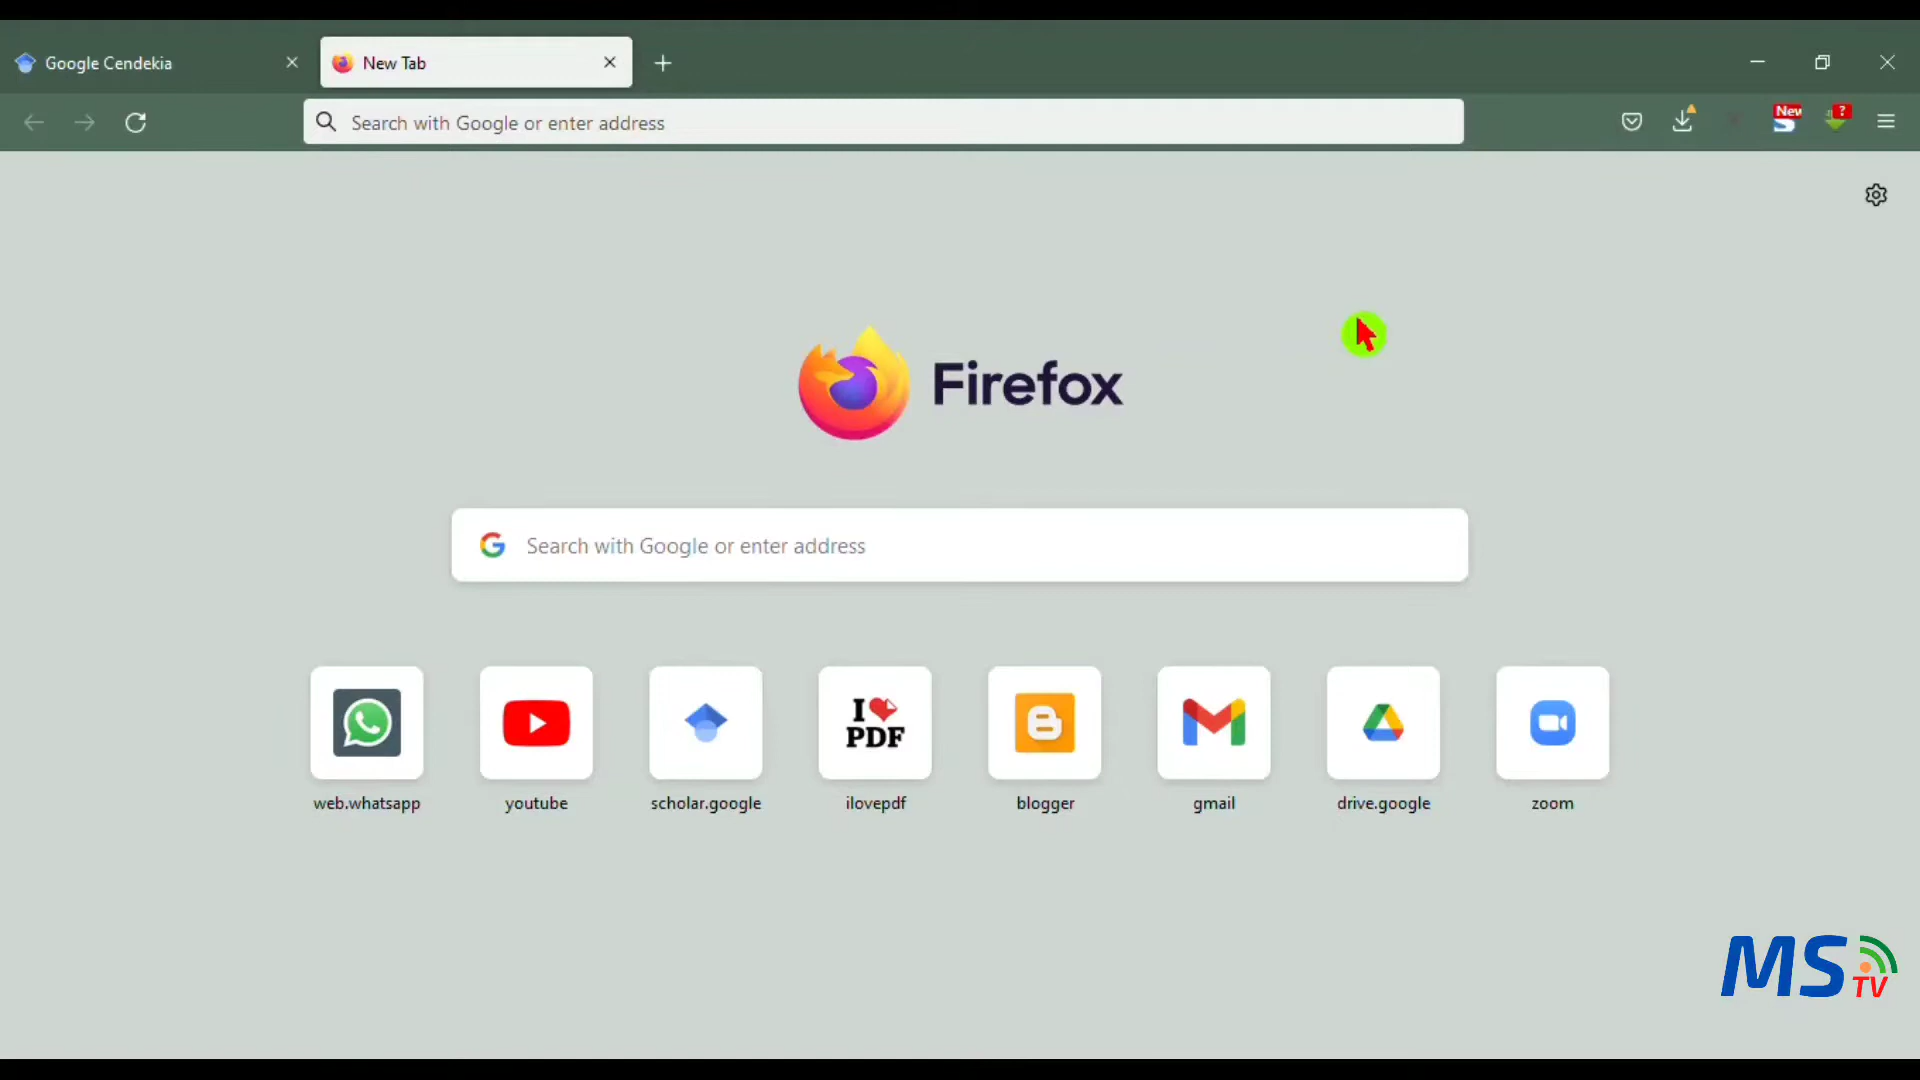 Google Cendekia
New Tab
Search with Google or enter address
New
?
Firefox
Search with Google or enter address
I PDF
web.whatsapp
youtube
scholar.google
ilovepdf
blogger
gmail
drive.google
zoom
MS TV